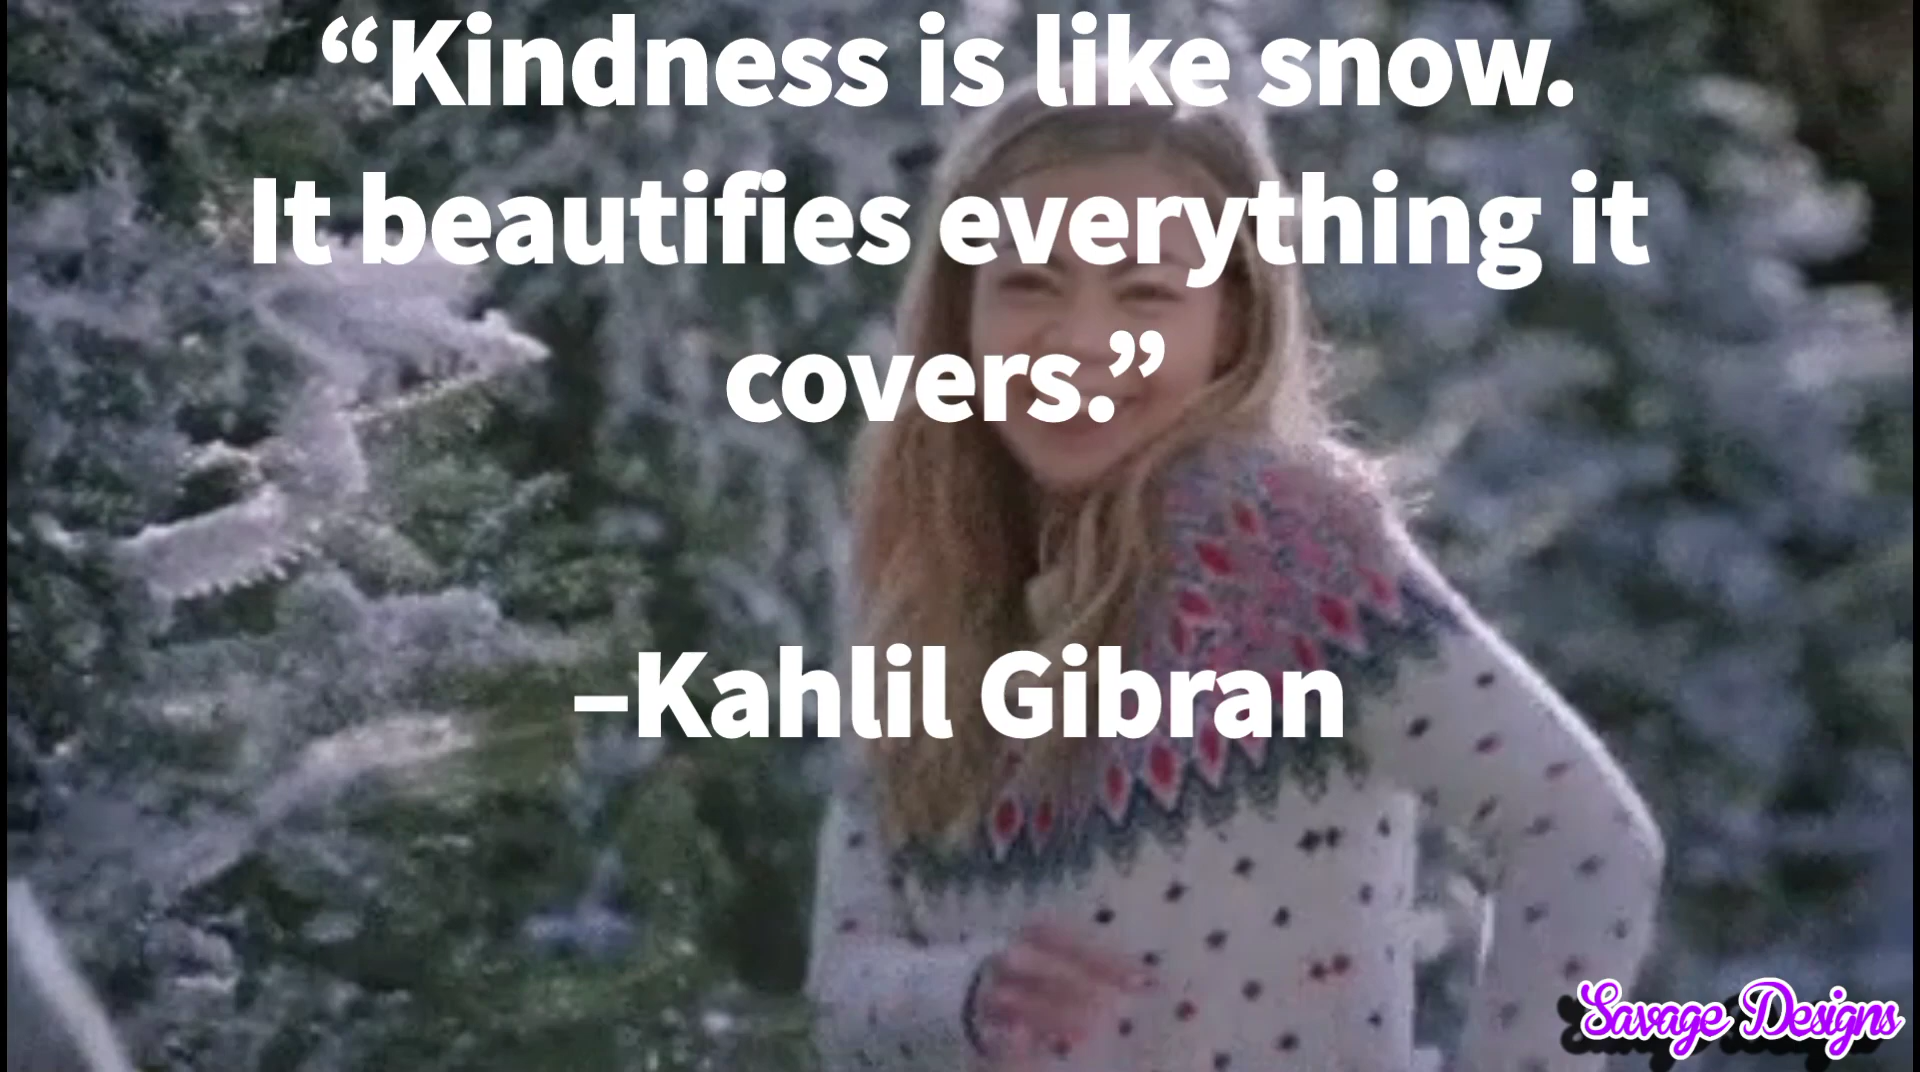 “Kindness is like snow.
It beautifies everything it
covers.”
–Kahlil Gibran
Savage Designs